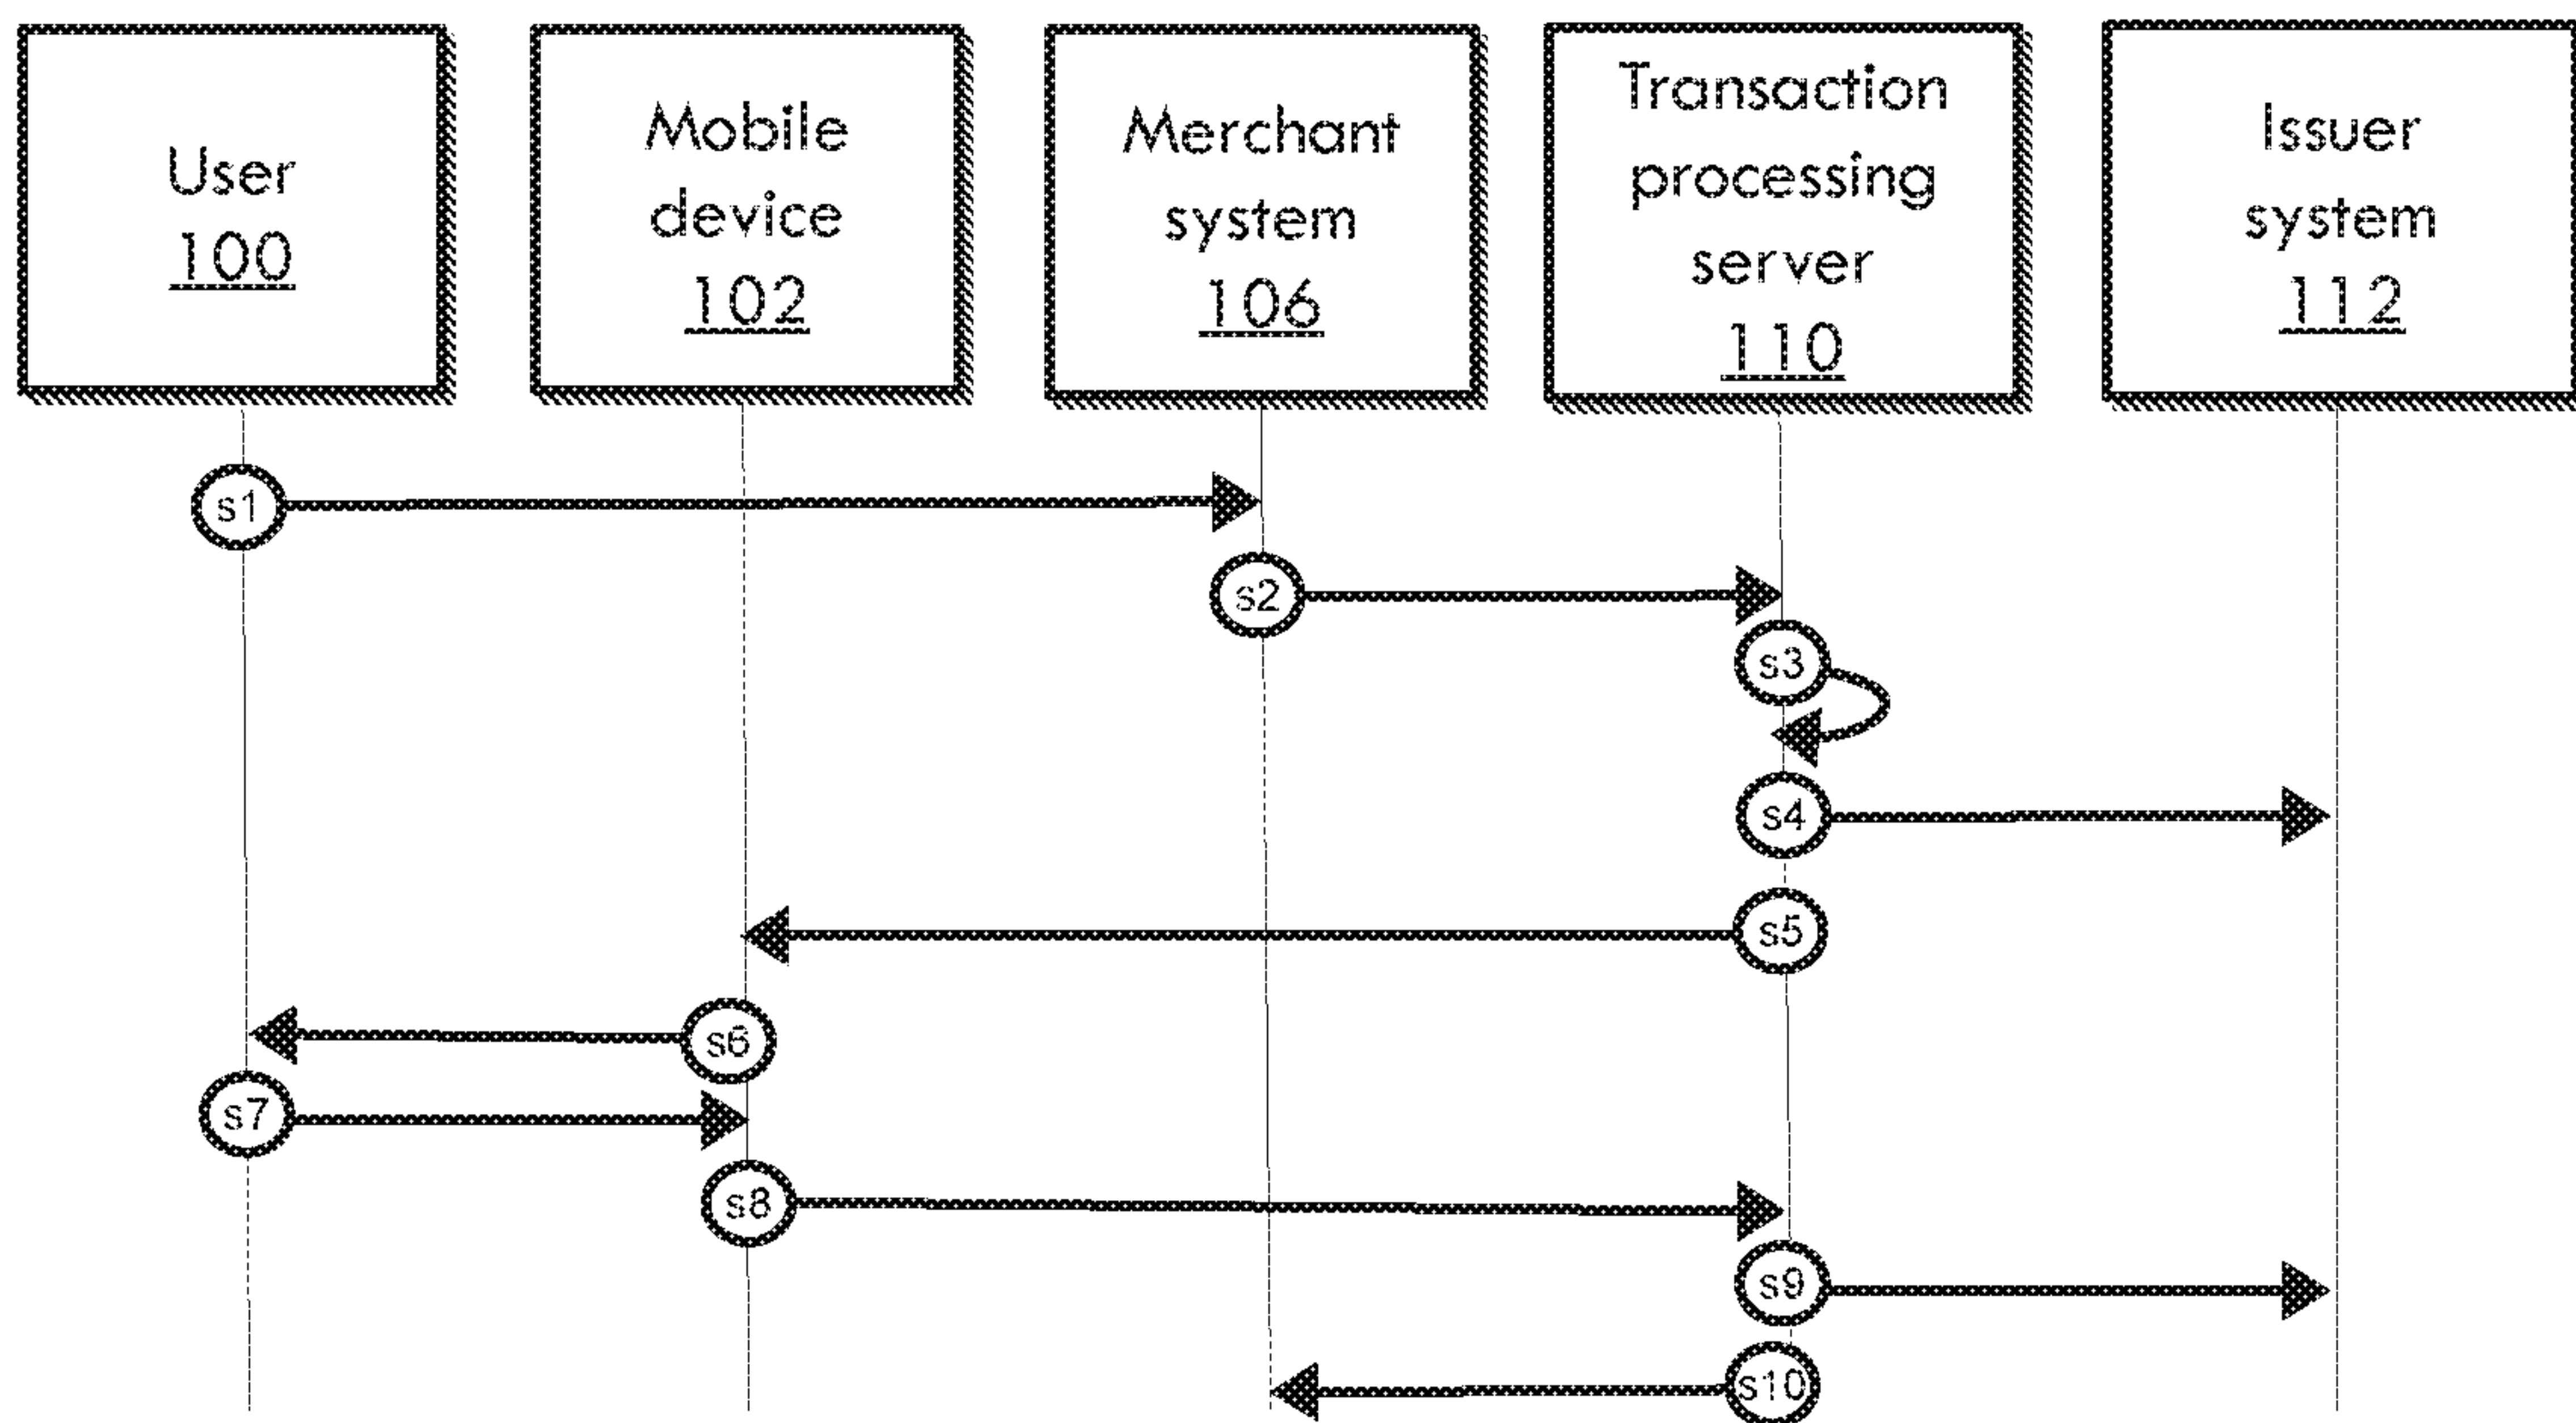 User
100
Mobile
device
102
Merchant
system
106
Transaction
processing
server
110
Issuer
system
112
s1
s2
s3
s4
s5
s6
s7
s8
s9
s10